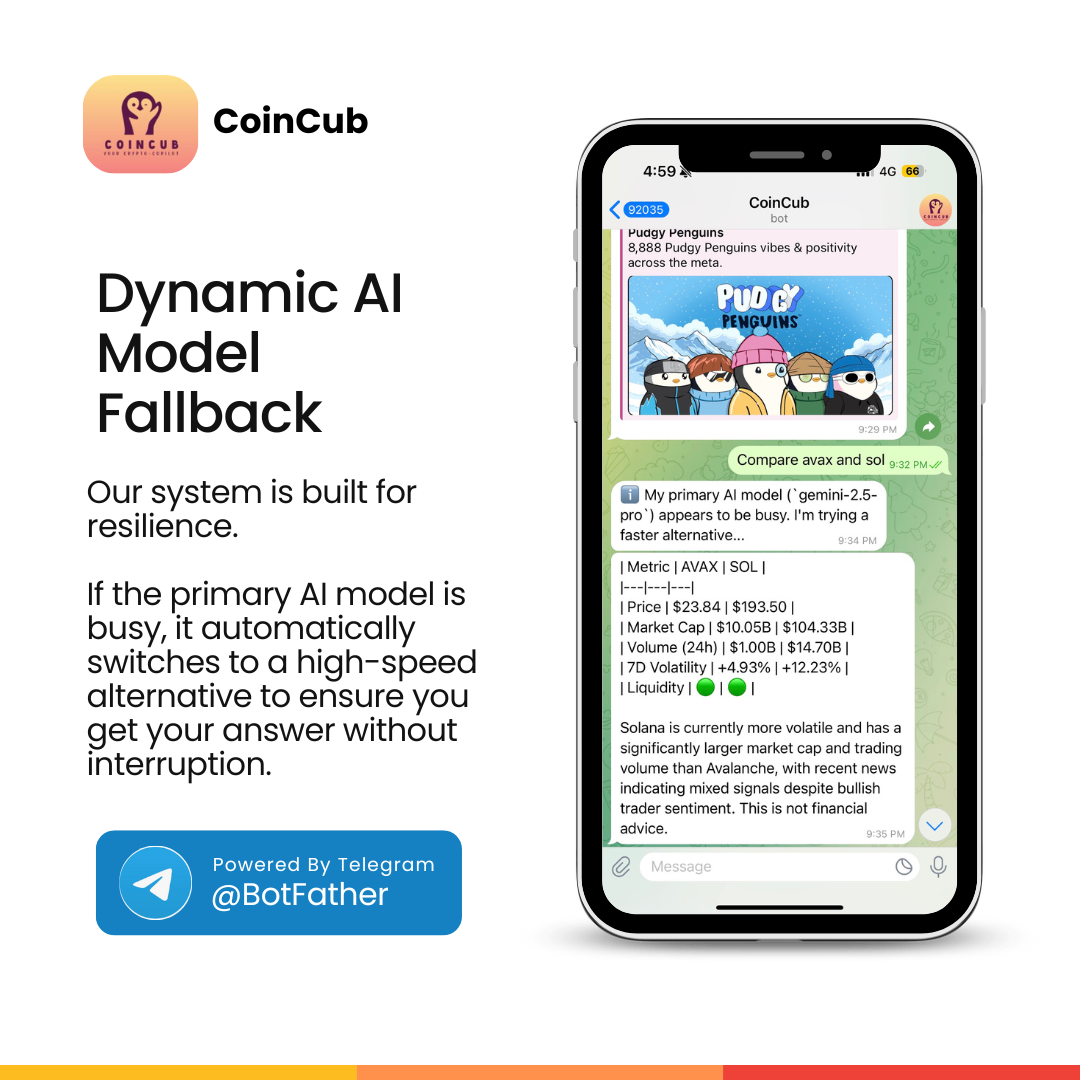 COINCUB
YOUR CRYPTO-COPILOT
CoinCub
Dynamic AI
Model
Fallback
Our system is built for
resilience.
If the primary AI model is
busy, it automatically
switches to a high-speed
alternative to ensure you
get your answer without
interruption.
Powered By Telegram
@BotFather
4:59
4G 66
92035
CoinCub
bot
COINCUB
Pudgy Penguins
8,888 Pudgy Penguins vibes & positivity
across the meta.
PUDGY
PENGUINS
9:29 PM
Compare avax and sol 9:32 PM
My primary AI model (`gemini-2.5-
pro`) appears to be busy. I'm trying a
faster alternative...
9:34 PM
| Metric | AVAX | SOL |
|---|---|---|
| Price | $23.84 | $193.50 |
| Market Cap | $10.05B | $104.33B |
| Volume (24h) | $1.00B | $14.70B |
| 7D Volatility | +4.93% | +12.23% |
| Liquidity | 🟢 | 🟢 |
Solana is currently more volatile and has a
significantly larger market cap and trading
volume than Avalanche, with recent news
indicating mixed signals despite bullish
trader sentiment. This is not financial
advice.
9:35 PM
Message